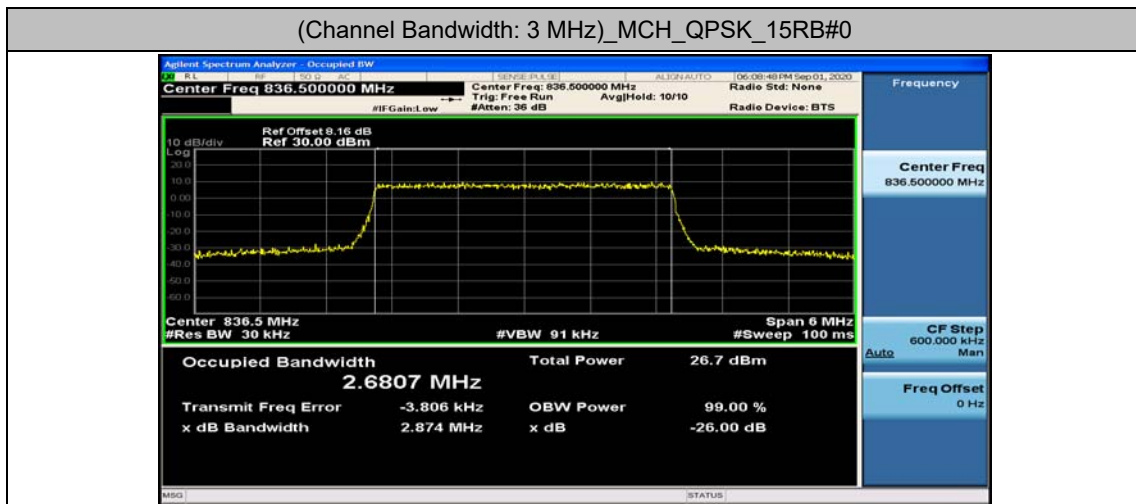 (Channel Bandwidth: 3 MHz)_MCH_QPSK_15RB#0
Agilent Spectrum Analyzer - Occupied BW
RL RF 50 Ω AC SENSE:PULSE ALIGN AUTO 06:08:48 PM Sep 01, 2020
Center Freq 836.500000 MHz
Center Freq: 836.500000 MHz
Radio Std: None
Trig: Free Run Avg|Hold: 10/10
#IFGain:Low #Atten: 36 dB Radio Device: BTS
Ref Offset 8.16 dB
10 dB/div Ref 30.00 dBm
Log
20.0
10.0
0.00
-10.0
-20.0
-30.0
-40.0
-50.0
-60.0
Center 836.5 MHz Span 6 MHz
#Res BW 30 kHz #VBW 91 kHz #Sweep 100 ms
Occupied Bandwidth Total Power 26.7 dBm
2.6807 MHz
Transmit Freq Error -3.806 kHz OBW Power 99.00 %
x dB Bandwidth 2.874 MHz x dB -26.00 dB
MSG STATUS
Frequency
Center Freq
836.500000 MHz
CF Step
600.000 kHz
Auto Man
Freq Offset
0 Hz